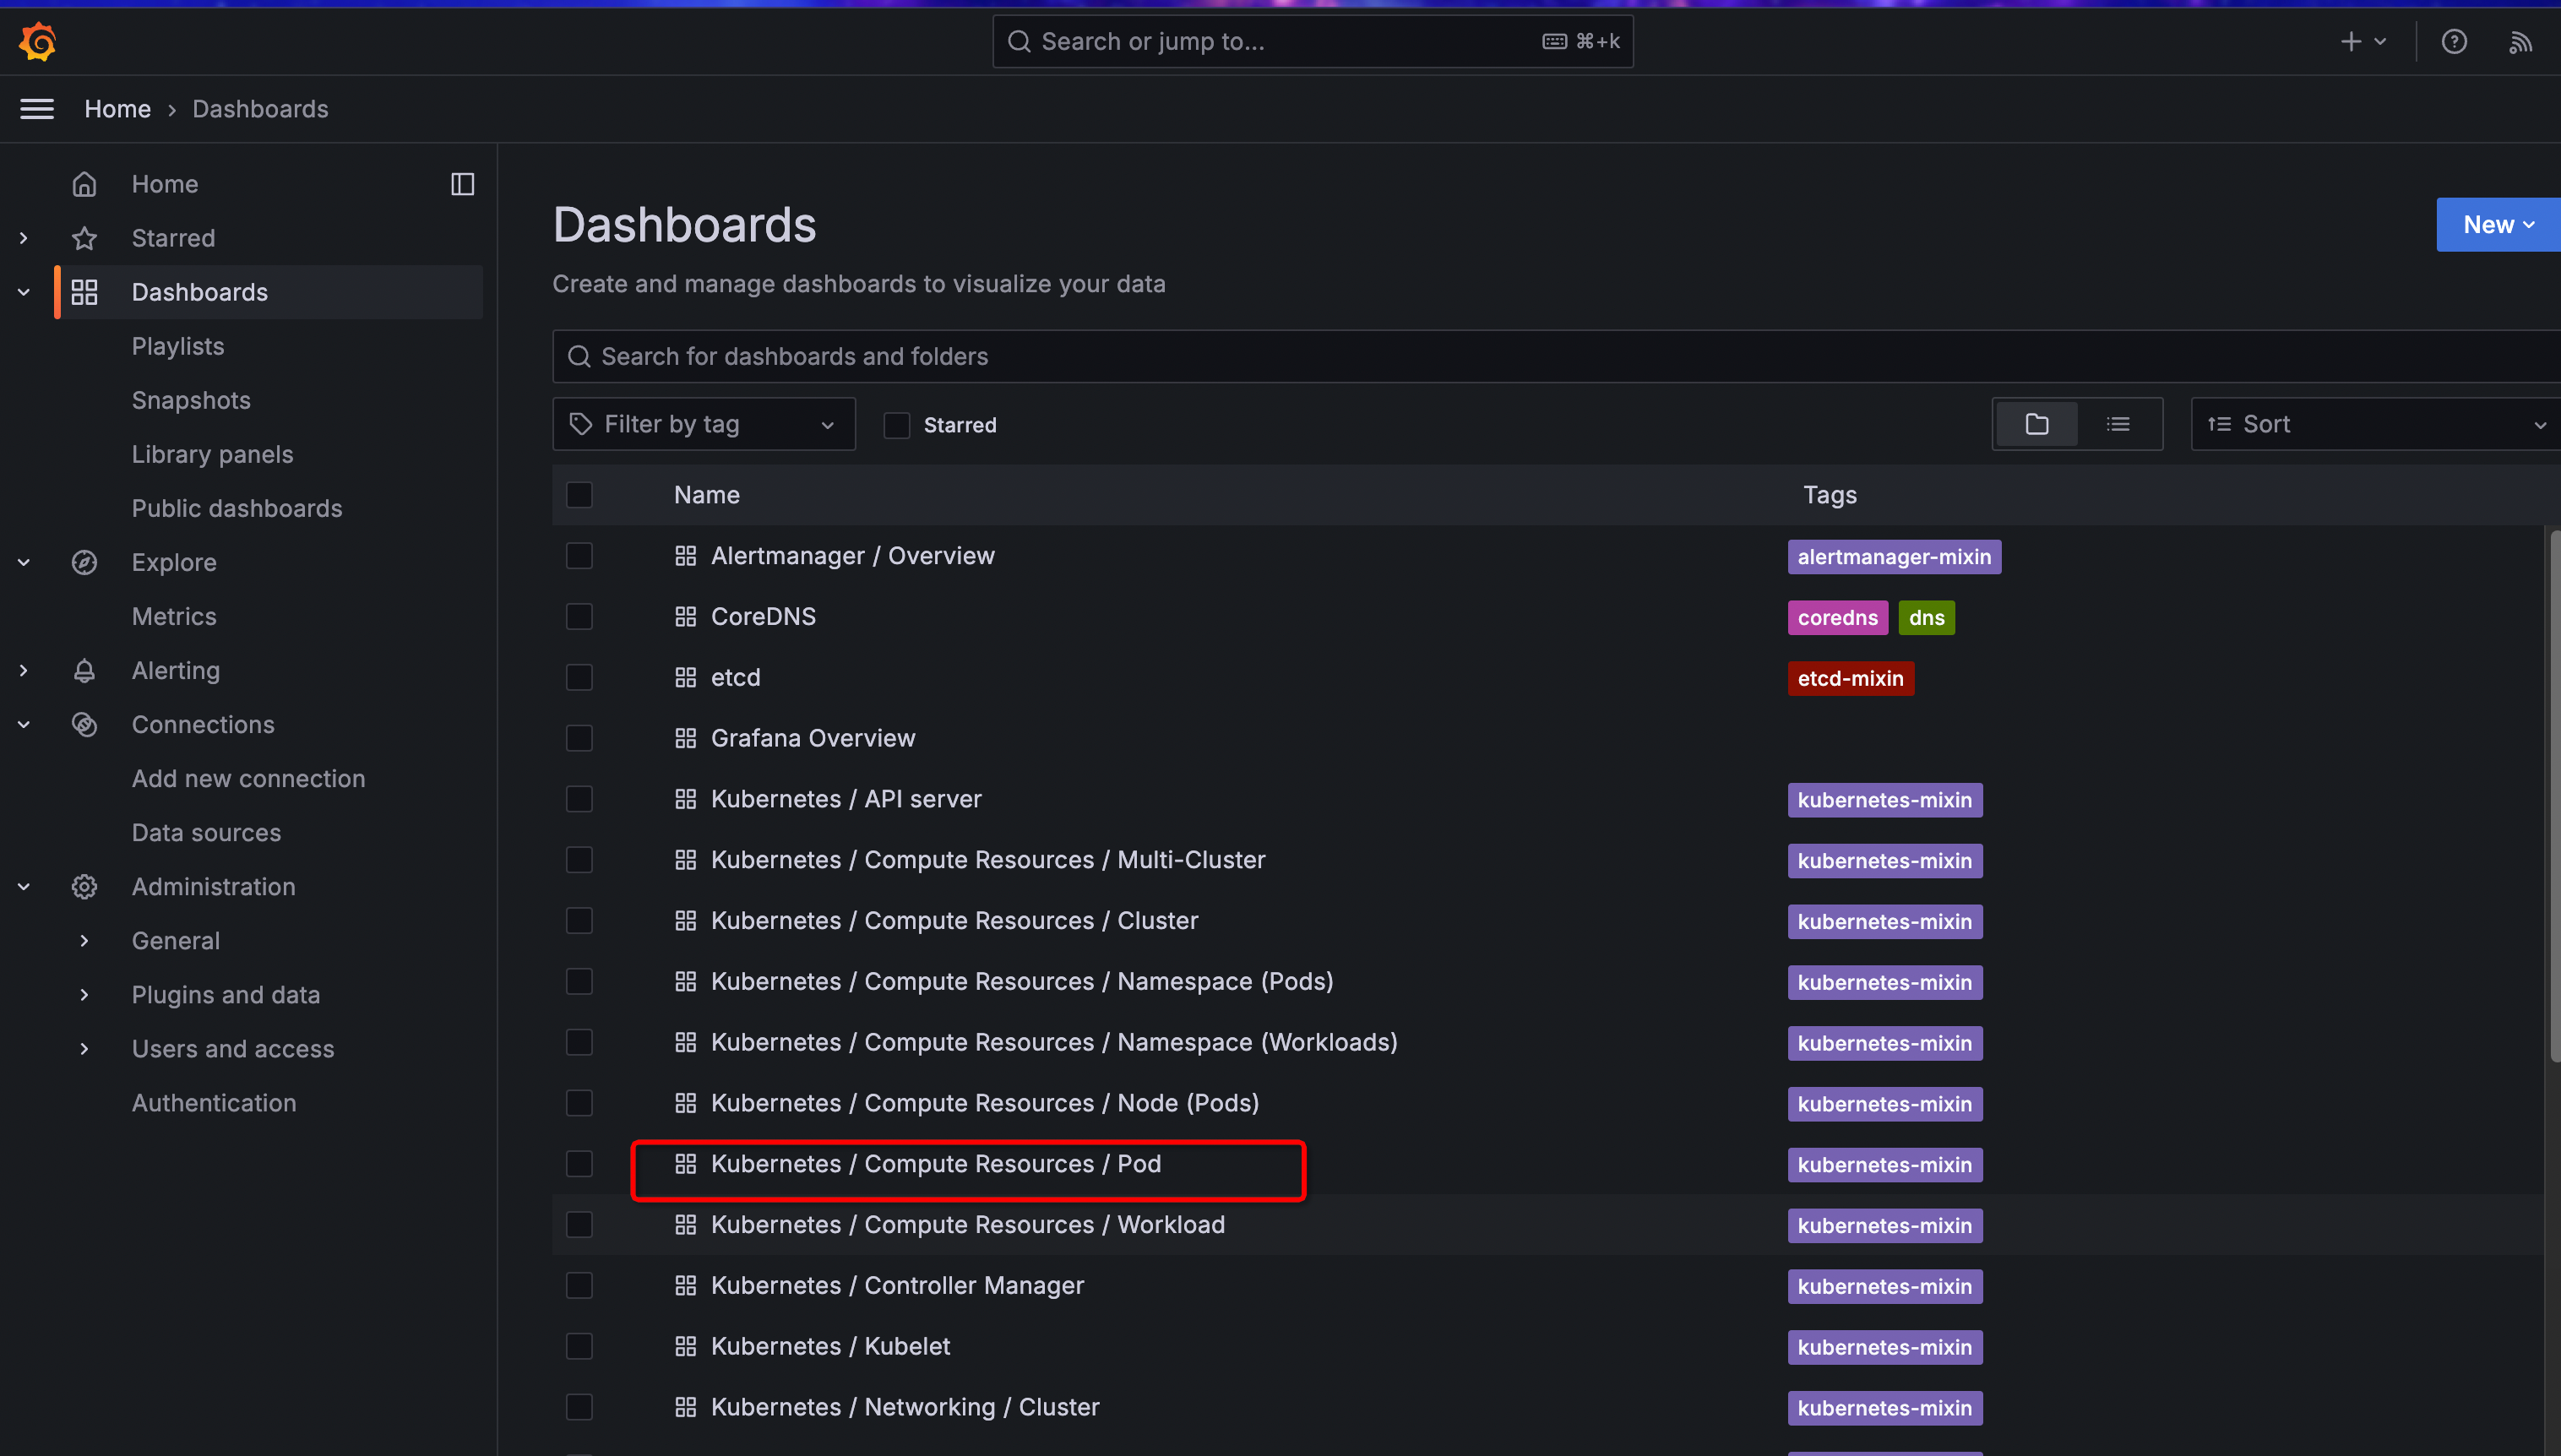 Search or jump to...
⌘+k
Home
Dashboards
Home
Starred
Dashboards
Playlists
Snapshots
Library panels
Public dashboards
Explore
Metrics
Alerting
Connections
Add new connection
Data sources
Administration
General
Plugins and data
Users and access
Authentication
Dashboards
New
Create and manage dashboards to visualize your data
Search for dashboards and folders
Filter by tag
Starred
Sort
Name Tags
Alertmanager / Overview alertmanager-mixin
CoreDNS coredns dns
etcd etcd-mixin
Grafana Overview
Kubernetes / API server kubernetes-mixin
Kubernetes / Compute Resources / Multi-Cluster kubernetes-mixin
Kubernetes / Compute Resources / Cluster kubernetes-mixin
Kubernetes / Compute Resources / Namespace (Pods) kubernetes-mixin
Kubernetes / Compute Resources / Namespace (Workloads) kubernetes-mixin
Kubernetes / Compute Resources / Node (Pods) kubernetes-mixin
Kubernetes / Compute Resources / Pod kubernetes-mixin
Kubernetes / Compute Resources / Workload kubernetes-mixin
Kubernetes / Controller Manager kubernetes-mixin
Kubernetes / Kubelet kubernetes-mixin
Kubernetes / Networking / Cluster kubernetes-mixin